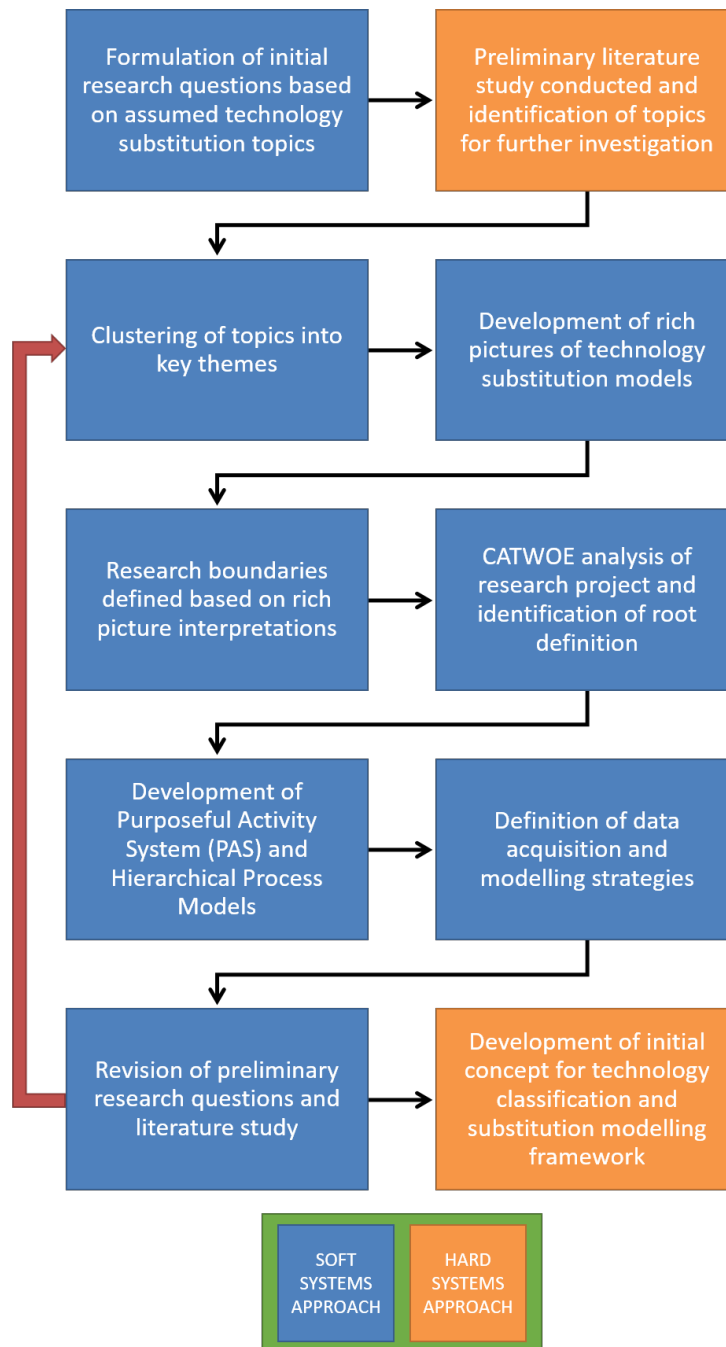 Formulation of initial
research questions based
on assumed technology
substitution topics
Preliminary literature
study conducted and
identification of topics
for further investigation
Clustering of topics into
key themes
Development of rich
pictures of technology
substitution models
Research boundaries
defined based on rich
picture interpretations
CATWOE analysis of
research project and
identification of root
definition
Development of
Purposeful Activity
System (PAS) and
Hierarchical Process
Models
Definition of data
acquisition and
modelling strategies
Revision of preliminary
research questions and
literature study
Development of initial
concept for technology
classification and
substitution modelling
framework
SOFT
SYSTEMS
APPROACH
HARD
SYSTEMS
APPROACH